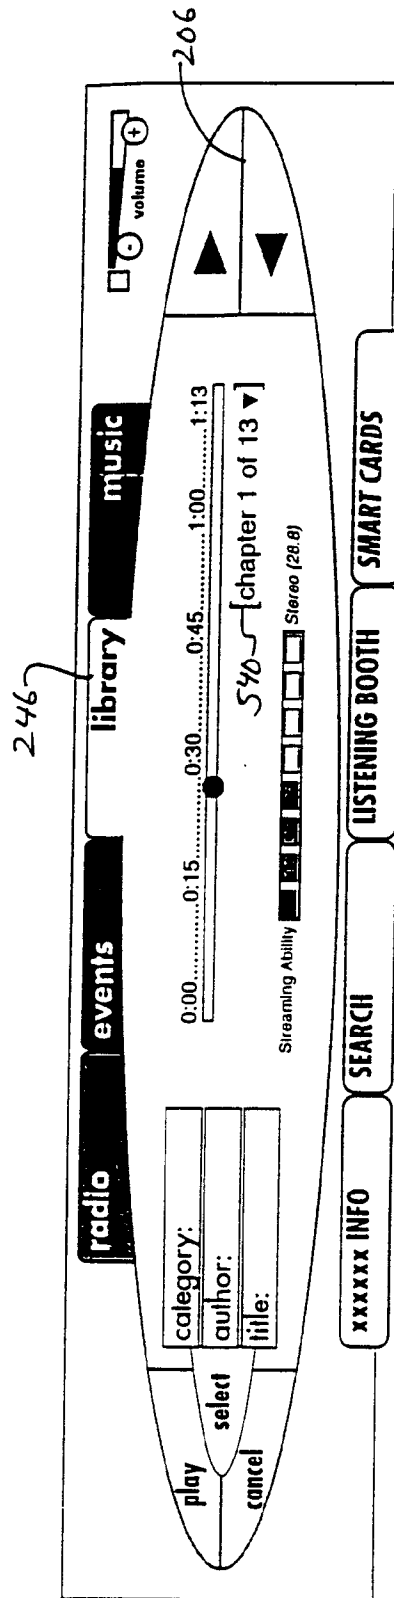 246
206
radio events library music
- + volume
play
select
cancel
category:
author:
title:
0:00..........0:15..........0:30..........0:45..........1:00..........1:13
540
[chapter 1 of 13 ▼]
Streaming Ability
Stereo (28.8)
xxxxxx INFO SEARCH LISTENING BOOTH SMART CARDS